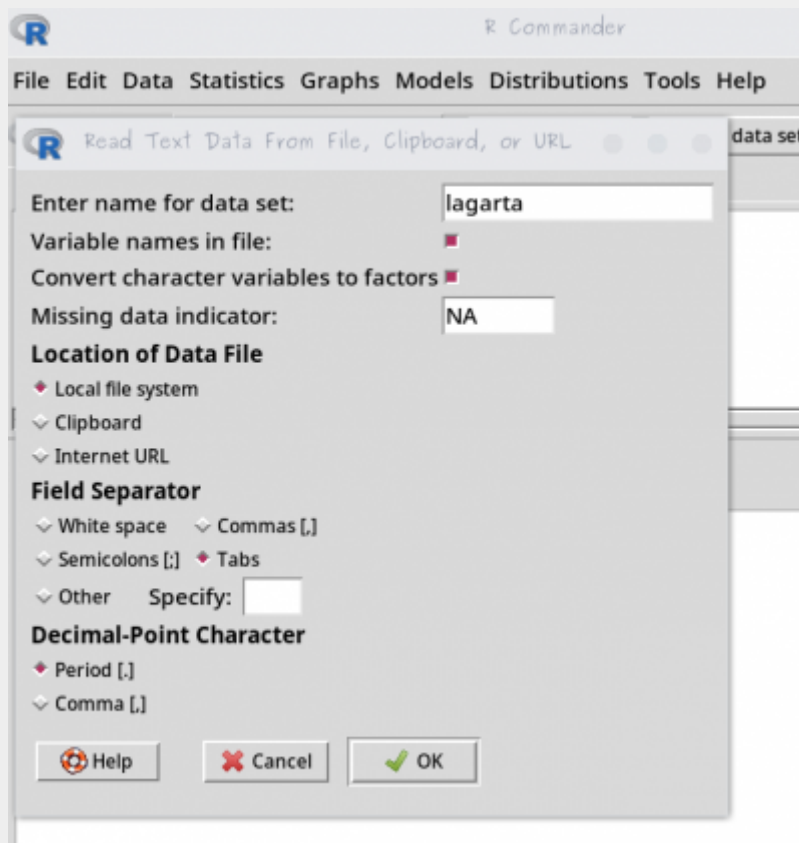 R Commander
File Edit Data Statistics Graphs Models Distributions Tools Help
Read Text Data From File, Clipboard, or URL
data set
Enter name for data set: lagarta
Variable names in file:
Convert character variables to factors
Missing data indicator: NA
Location of Data File
Local file system
Clipboard
Internet URL
Field Separator
White space Commas [,]
Semicolons [;] Tabs
Other Specify:
Decimal-Point Character
Period [.]
Comma [,]
Help Cancel OK